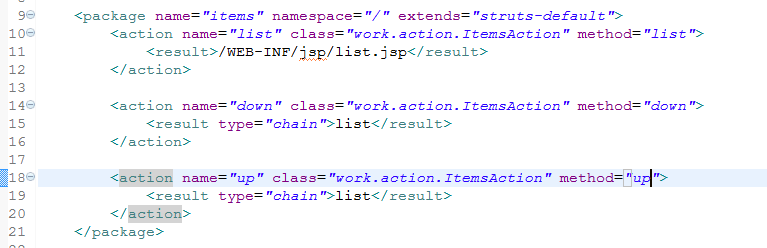 9 <package name="items" namespace="/" extends="struts-default">
10 <action name="list" class="work.action.ItemsAction" method="list">
11 <result>/WEB-INF/jsp/list.jsp</result>
12 </action>
13
14 <action name="down" class="work.action.ItemsAction" method="down">
15 <result type="chain">list</result>
16 </action>
17
18 <action name="up" class="work.action.ItemsAction" method="up">
19 <result type="chain">list</result>
20 </action>
21 </package>